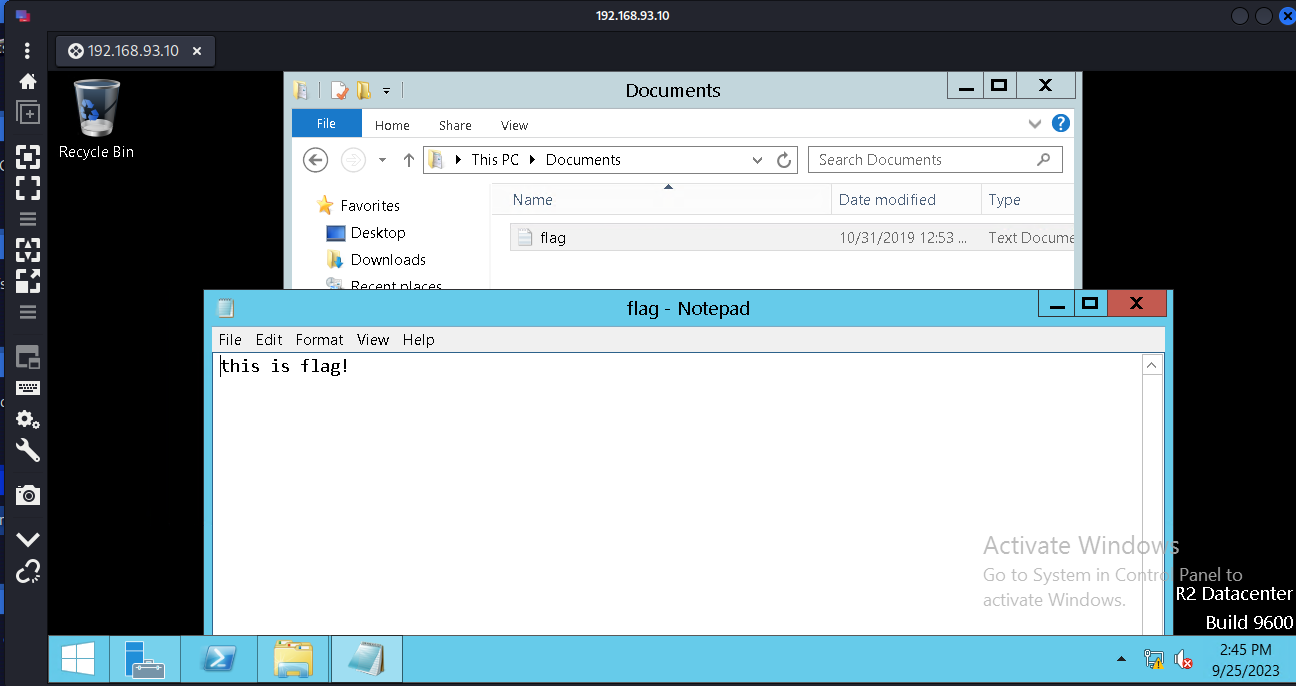 192.168.93.10
192.168.93.10
Recycle Bin
Documents
File Home Share View
This PC Documents Search Documents
Name Date modified Type
Favorites
Desktop
Downloads
Recent places
flag 10/31/2019 12:53 ... Text Docume
flag - Notepad
File Edit Format View Help
this is flag!
Activate Windows
Go to System in Control Panel to
activate Windows.
R2 Datacenter
Build 9600
2:45 PM
9/25/2023